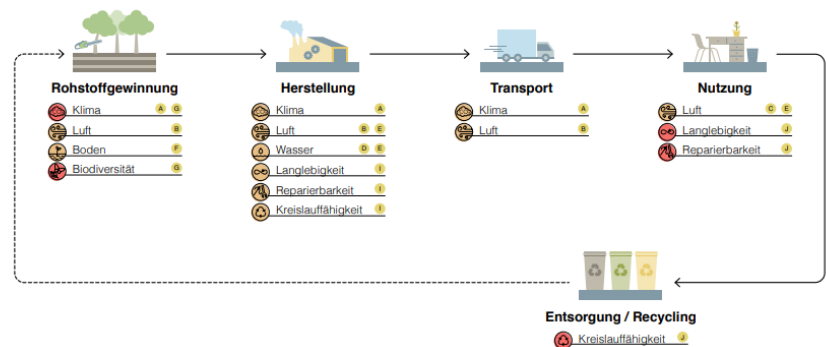 Rohstoffgewinnung
Klima A G
Luft B
Boden F
Biodiversität G
Herstellung
Klima A
Luft B E
Wasser D E
Langlebigkeit I
Reparierbarkeit I
Kreislauffähigkeit I
Transport
Klima A
Luft B
Nutzung
Luft C E
Langlebigkeit J
Reparierbarkeit J
Entsorgung / Recycling
Kreislauffähigkeit J